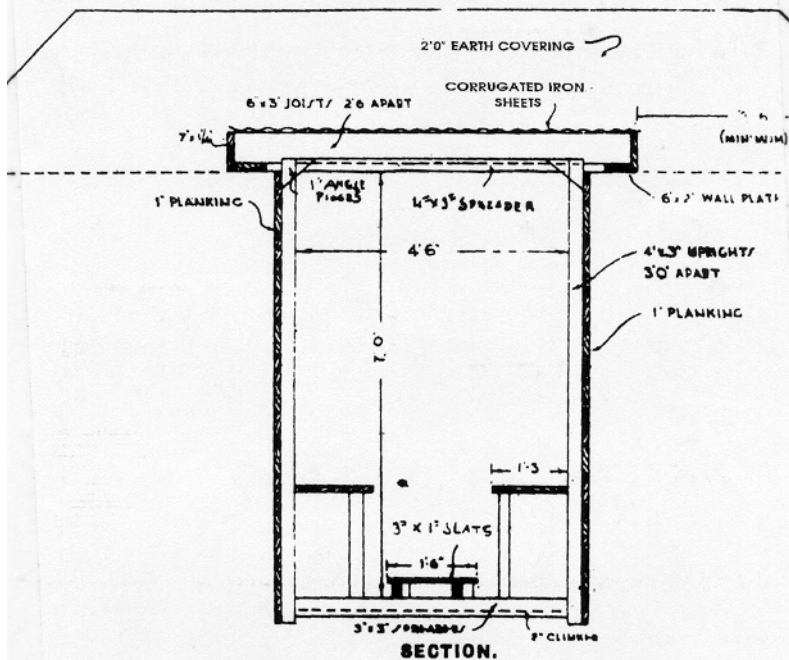 2'0" EARTH COVERING
CORRUGATED IRON
SHEETS
6"x3" JOISTS 2'6 APART
(MINIMUM)
1" ANGLE
1" PLANKING
4"x3" SPREADER
6"x2" WALL PLATE
4'6"
4"x3" UPRIGHTS
3'0" APART
1" PLANKING
7'.0"
1'-3
3" X 1" SLATS
1'6"
3"x3" SPREADERS
2" CLINKER
SECTION.